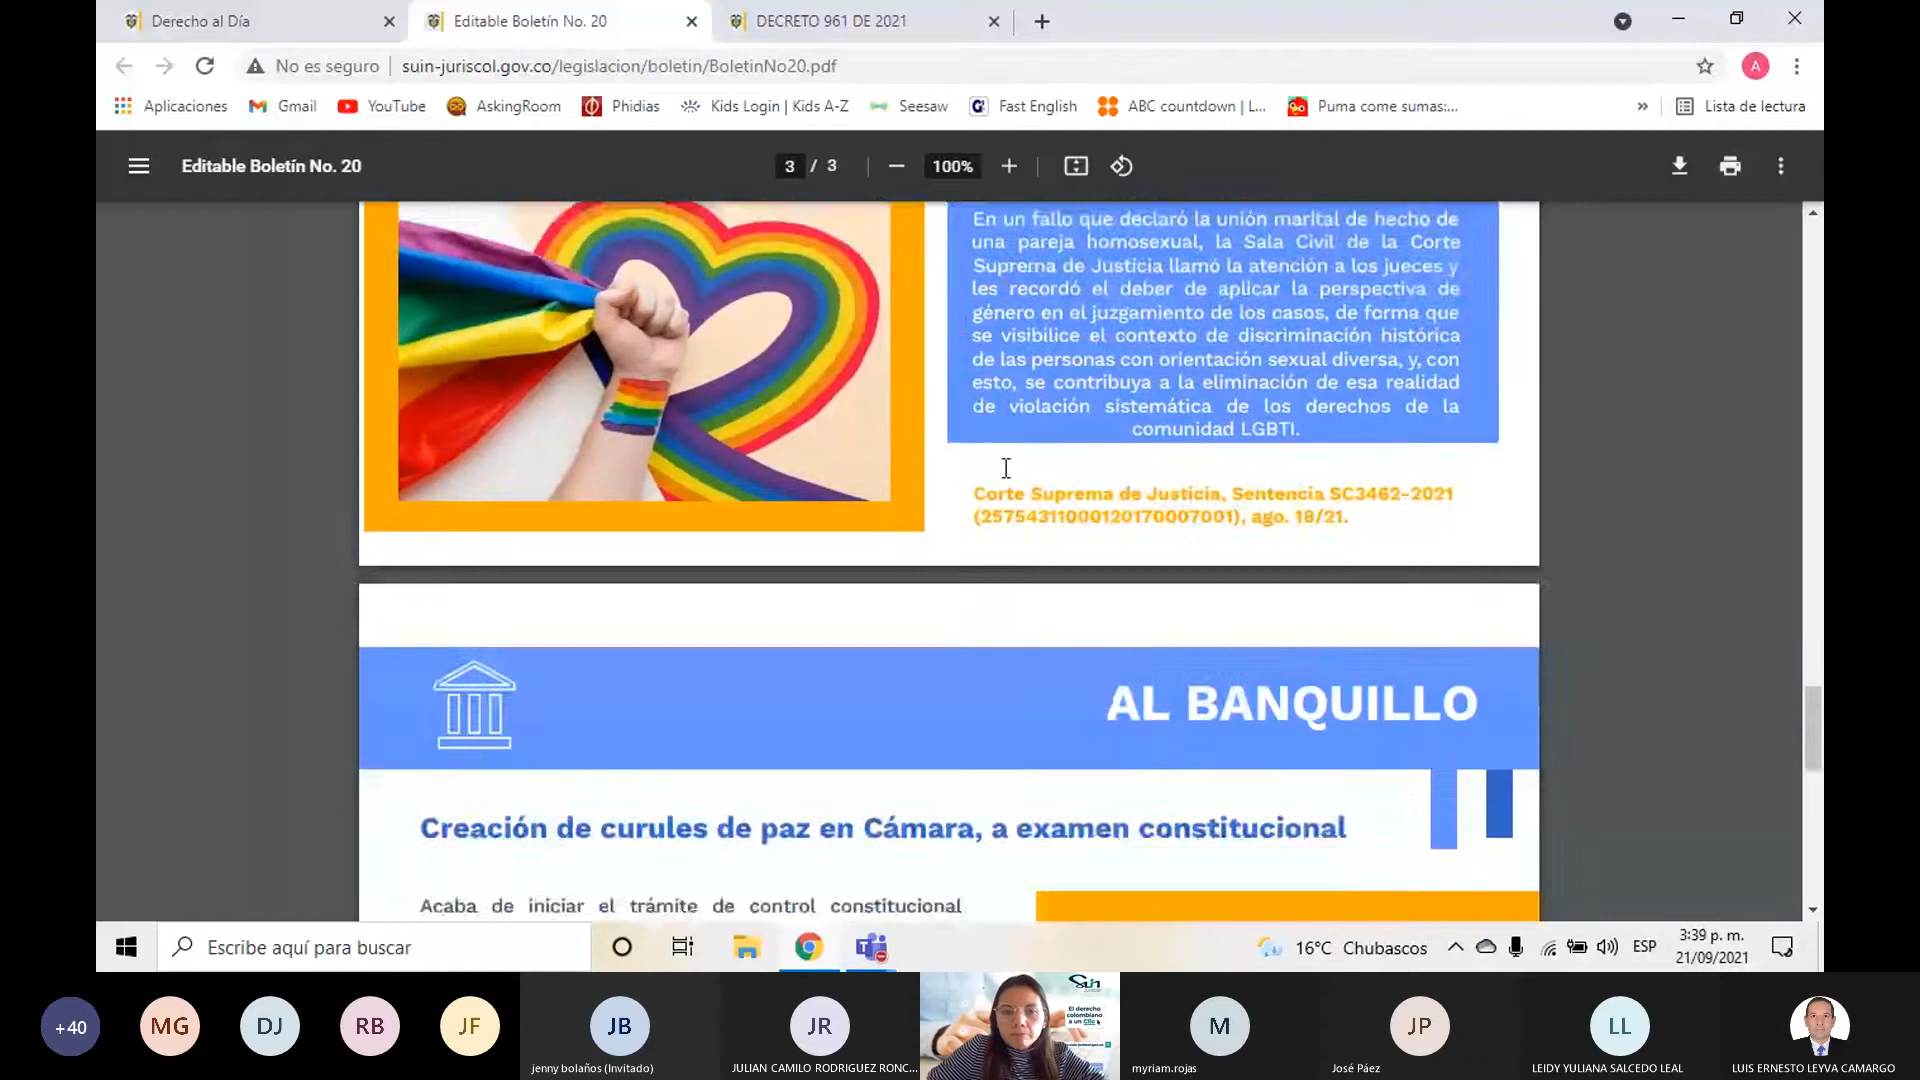 Derecho al Día
Editable Boletín No. 20
DECRETO 961 DE 2021
No es seguro
suin-juriscol.gov.co/legislacion/boletin/BoletinNo20.pdf
A
Aplicaciones
Gmail
YouTube
AskingRoom
Phidias
Kids Login | Kids A-Z
Seesaw
Fast English
ABC countdown | L...
Puma come sumas:...
»
Lista de lectura
Editable Boletín No. 20
3 / 3
100%
En un fallo que declaró la unión marital de hecho de
una pareja homosexual, la Sala Civil de la Corte
Suprema de Justicia llamó la atención a los jueces y
les recordó el deber de aplicar la perspectiva de
género en el juzgamiento de los casos, de forma que
se visibilice el contexto de discriminación histórica
de las personas con orientación sexual diversa, y, con
esto, se contribuya a la eliminación de esa realidad
de violación sistemática de los derechos de la
comunidad LGBTI.
Corte Suprema de Justicia, Sentencia SC3462-2021
(25754311000120170007001), ago. 18/21.
AL BANQUILLO
Creación de curules de paz en Cámara, a examen constitucional
Acaba de iniciar el trámite de control constitucional
Escribe aquí para buscar
16°C Chubascos
ESP
3:39 p. m.
21/09/2021
+40
MG
DJ
RB
JF
JB
jenny bolaños (Invitado)
JR
JULIAN CAMILO RODRIGUEZ RONC...
Suin
El derecho
colombiano
a un Clic
M
myriam.rojas
JP
José Páez
LL
LEIDY YULIANA SALCEDO LEAL
LUIS ERNESTO LEYVA CAMARGO